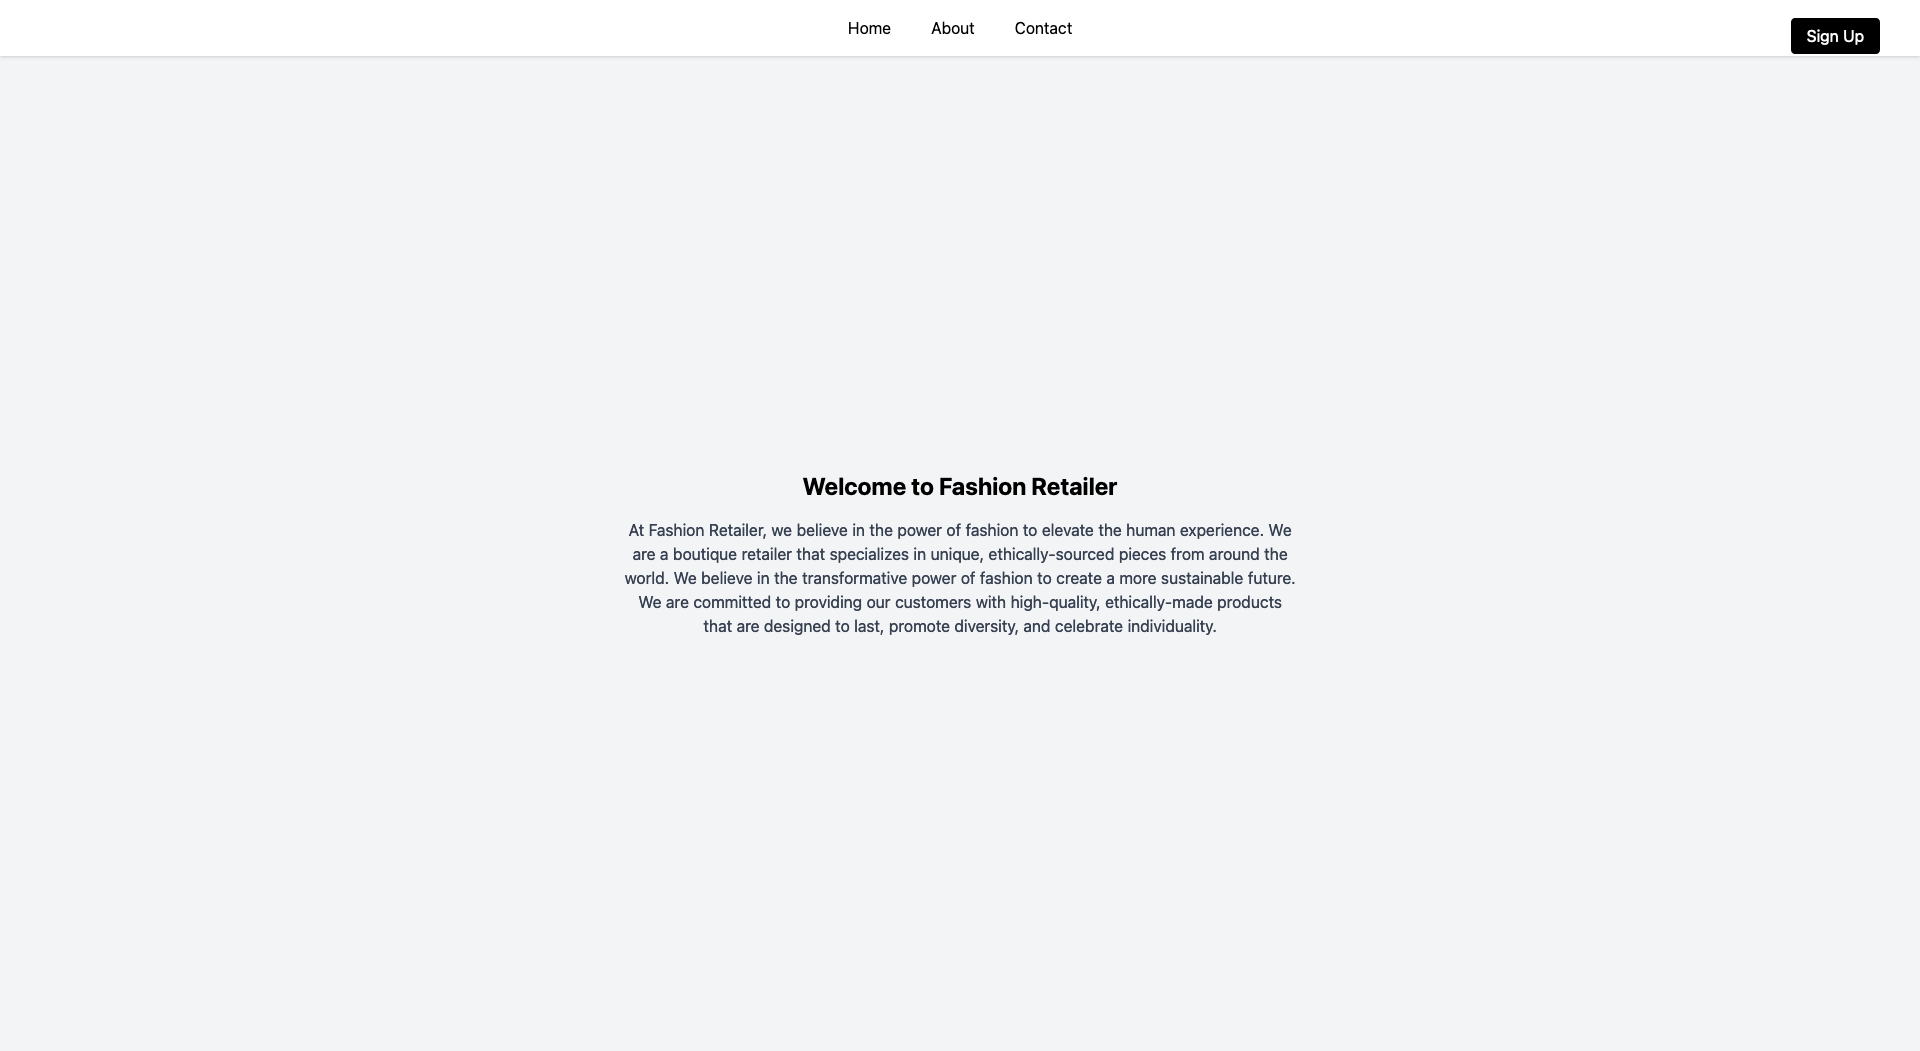 Home
About
Contact
Sign Up
Welcome to Fashion Retailer
At Fashion Retailer, we believe in the power of fashion to elevate the human experience. We
are a boutique retailer that specializes in unique, ethically-sourced pieces from around the
world. We believe in the transformative power of fashion to create a more sustainable future.
We are committed to providing our customers with high-quality, ethically-made products
that are designed to last, promote diversity, and celebrate individuality.